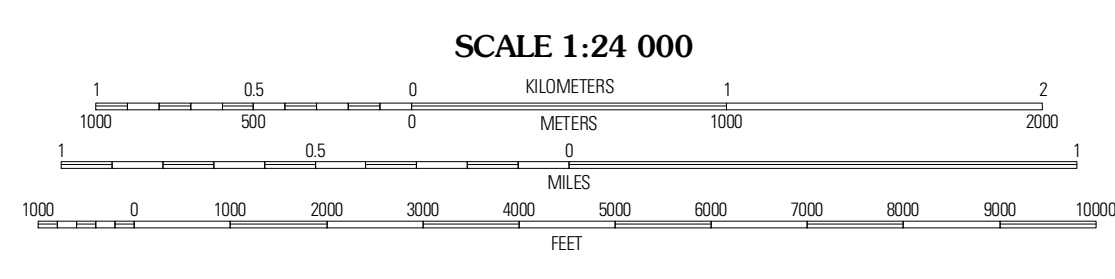 SCALE 1:24 000
1 0.5 0 KILOMETERS 1 2
1000 500 0 METERS 1000 2000
1 0.5 0 1
MILES
1000 0 1000 2000 3000 4000 5000 6000 7000 8000 9000 10000
FEET